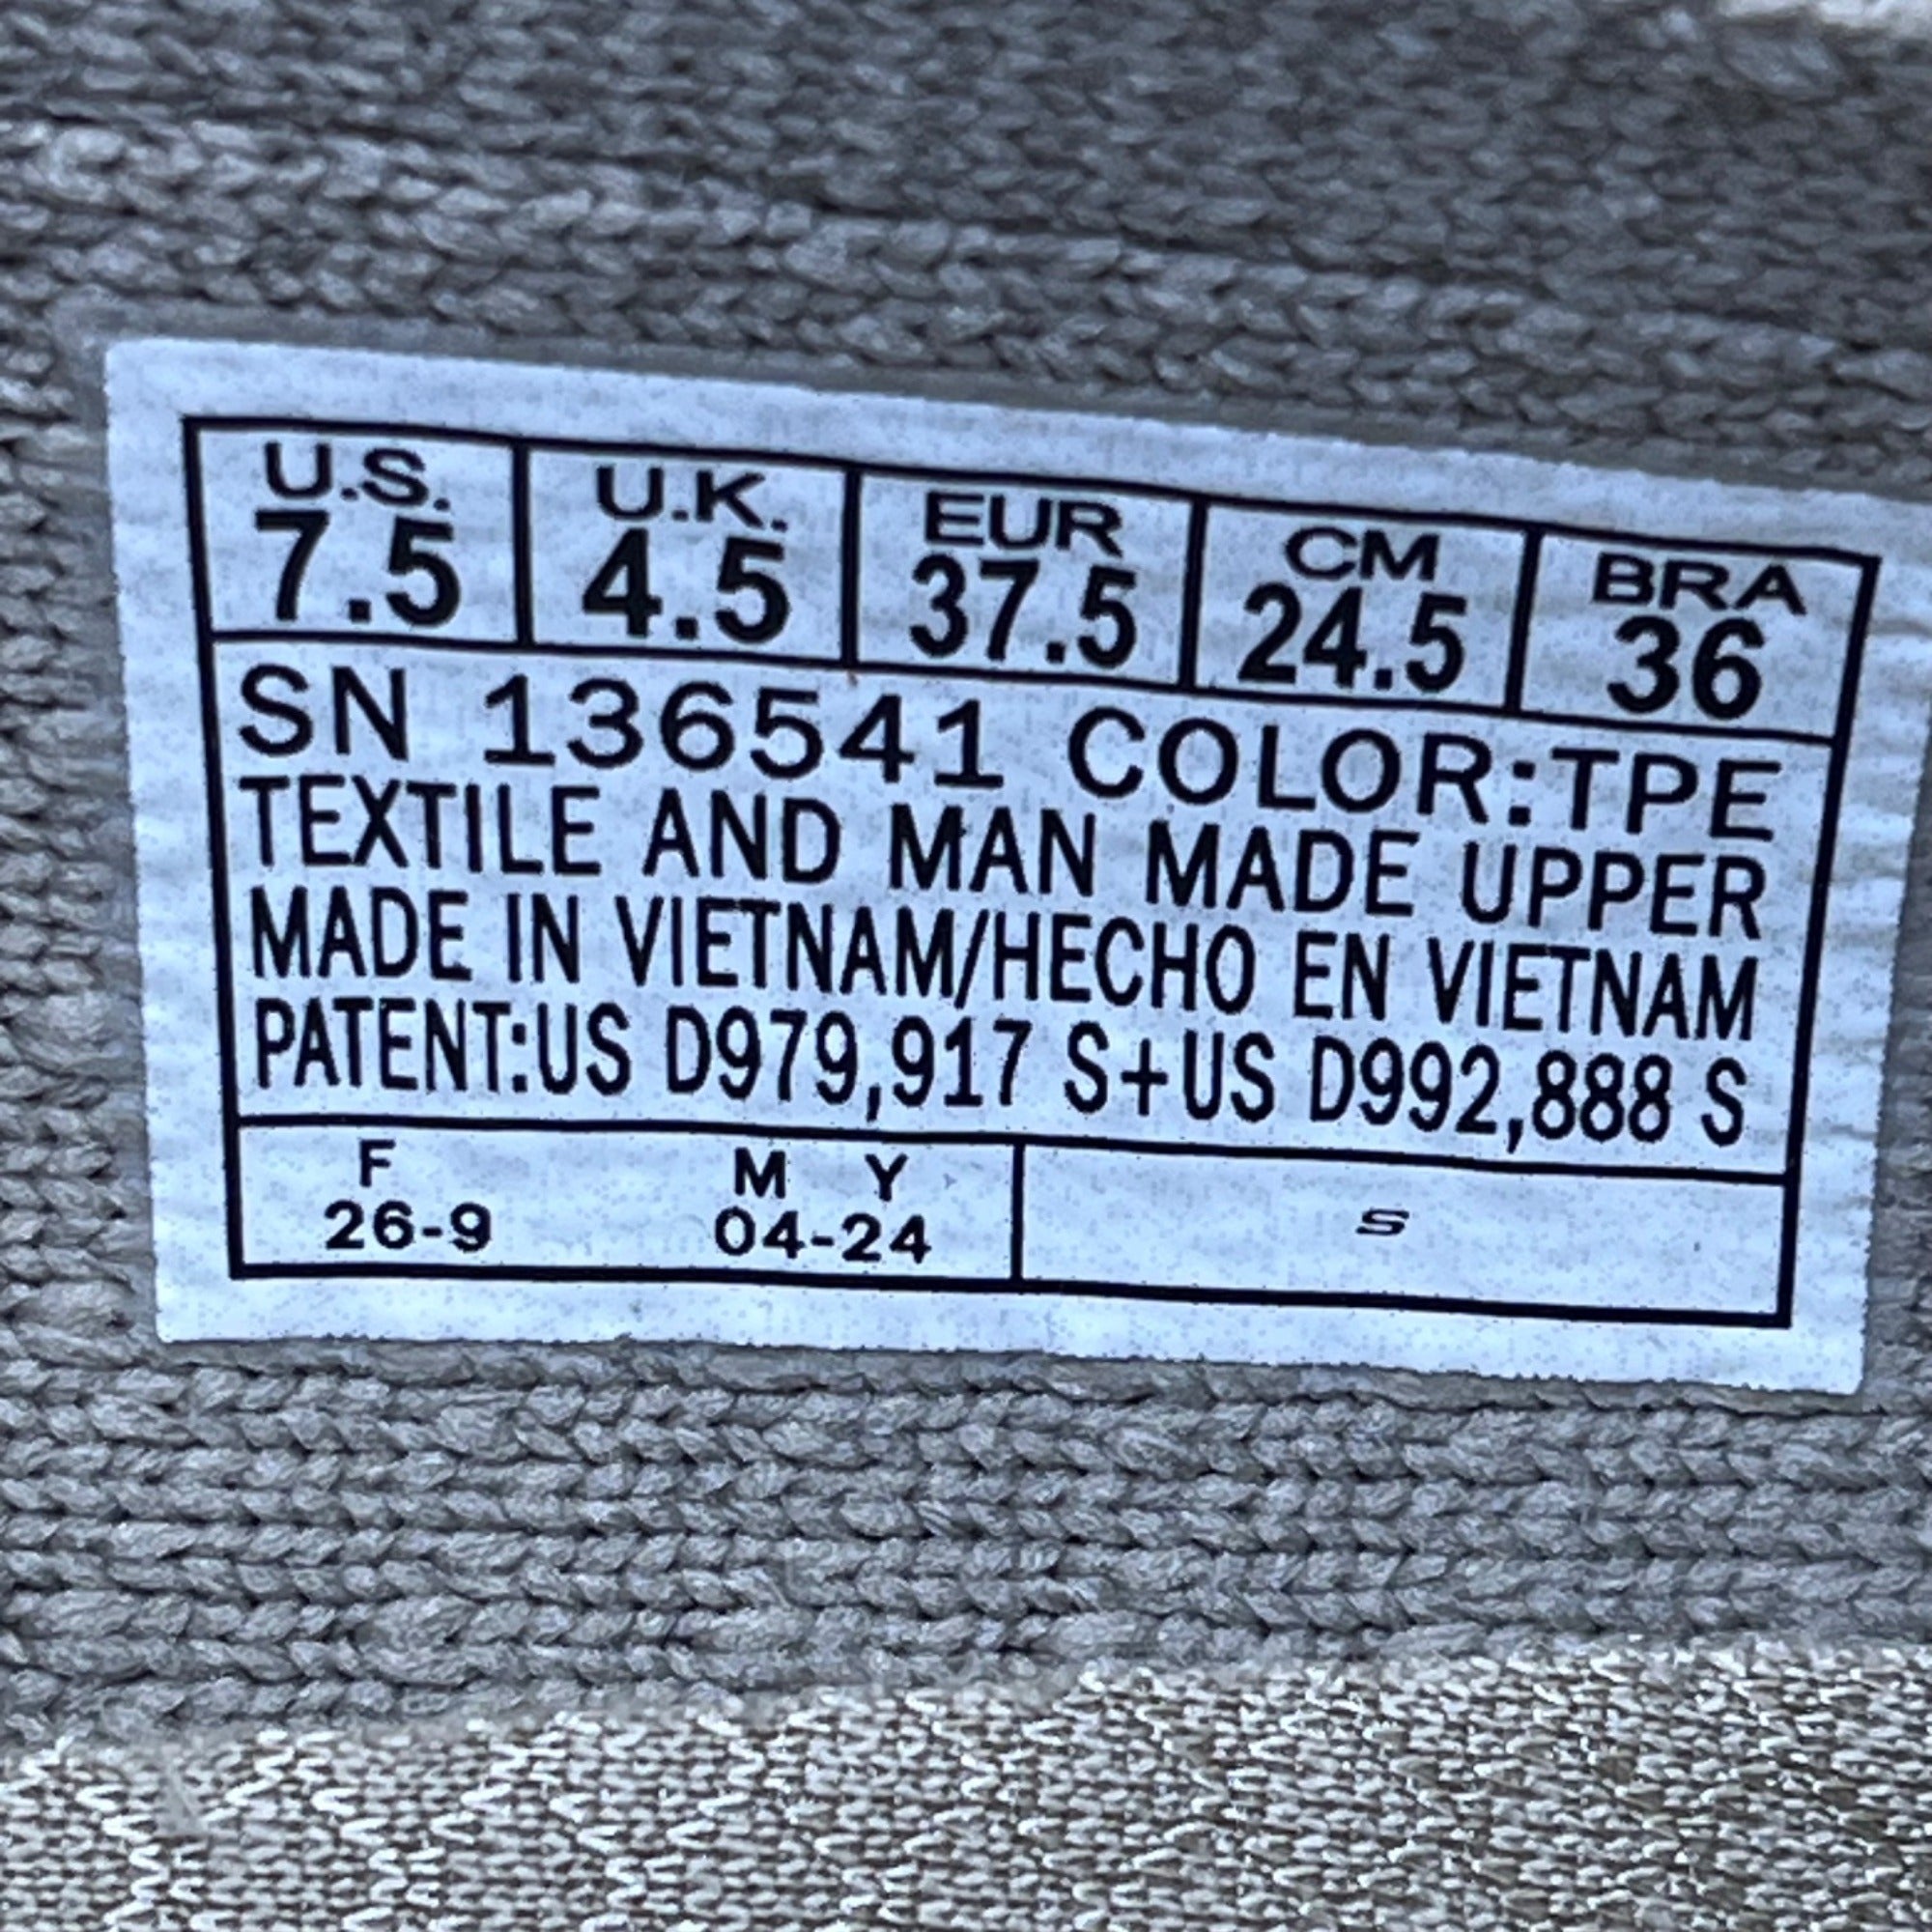 U.S. U.K. EUR CM BRA
7.5 4.5 37.5 24.5 36
SN 136541 COLOR:TPE
TEXTILE AND MAN MADE UPPER
MADE IN VIETNAM/HECHO EN VIETNAM
PATENT:US D979,917 S+US D992,888 S
F M Y
26-9 04-24 S